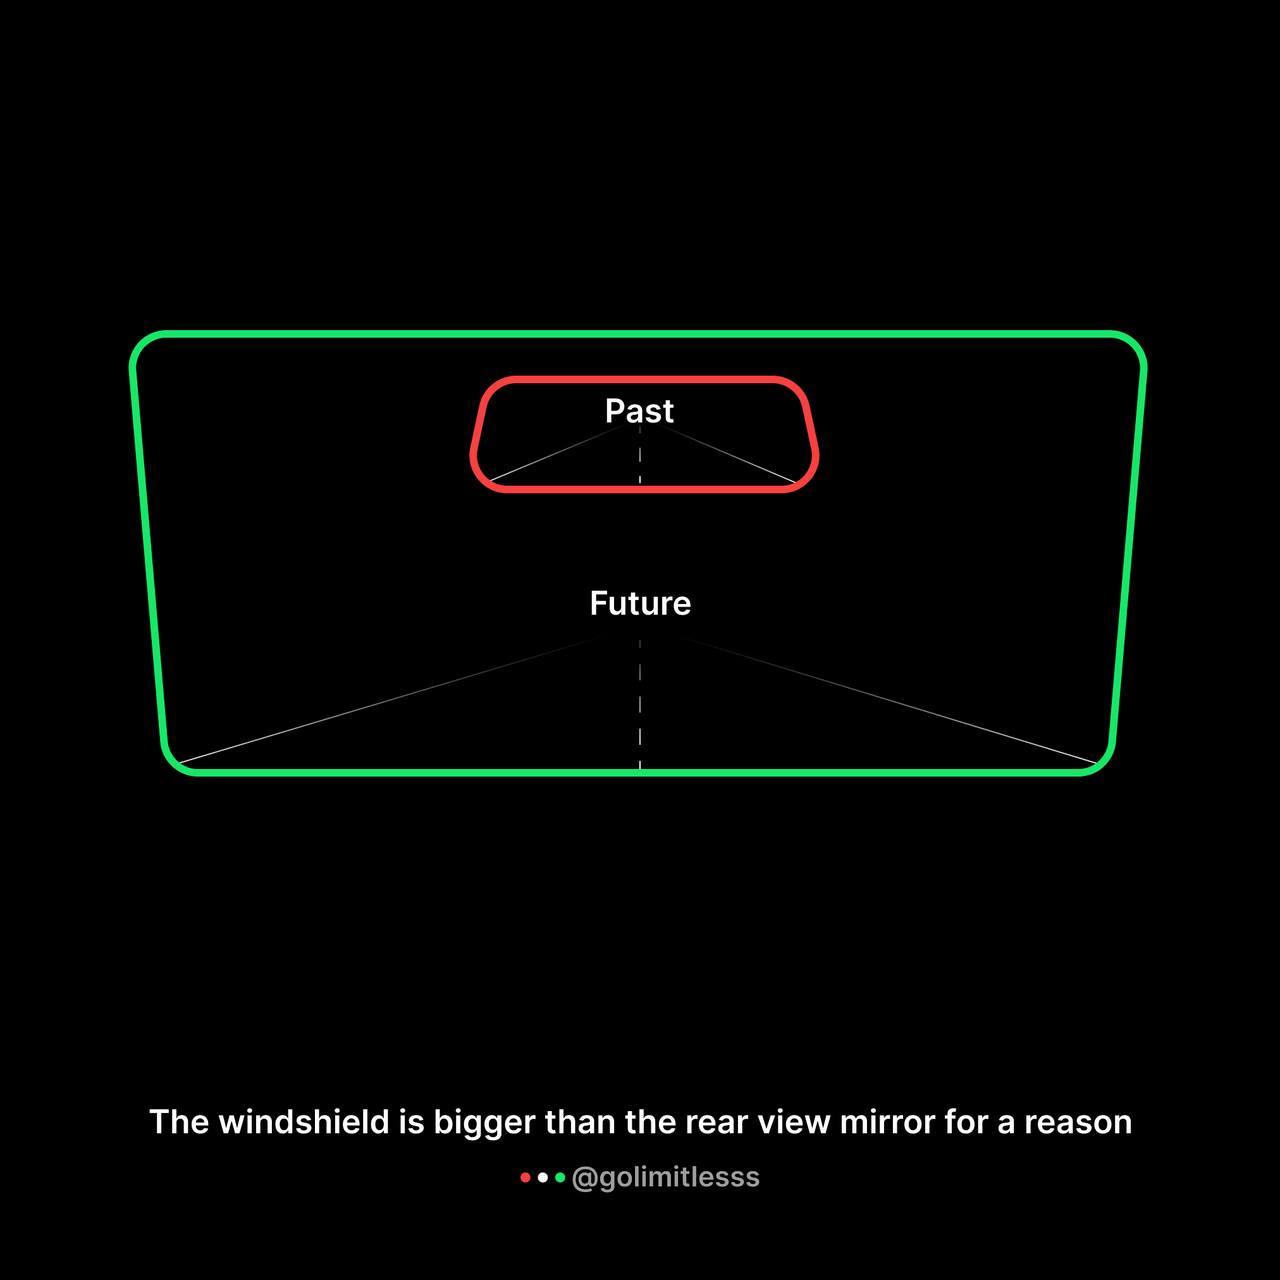 Past
Future
The windshield is bigger than the rear view mirror for a reason
@golimitlesss